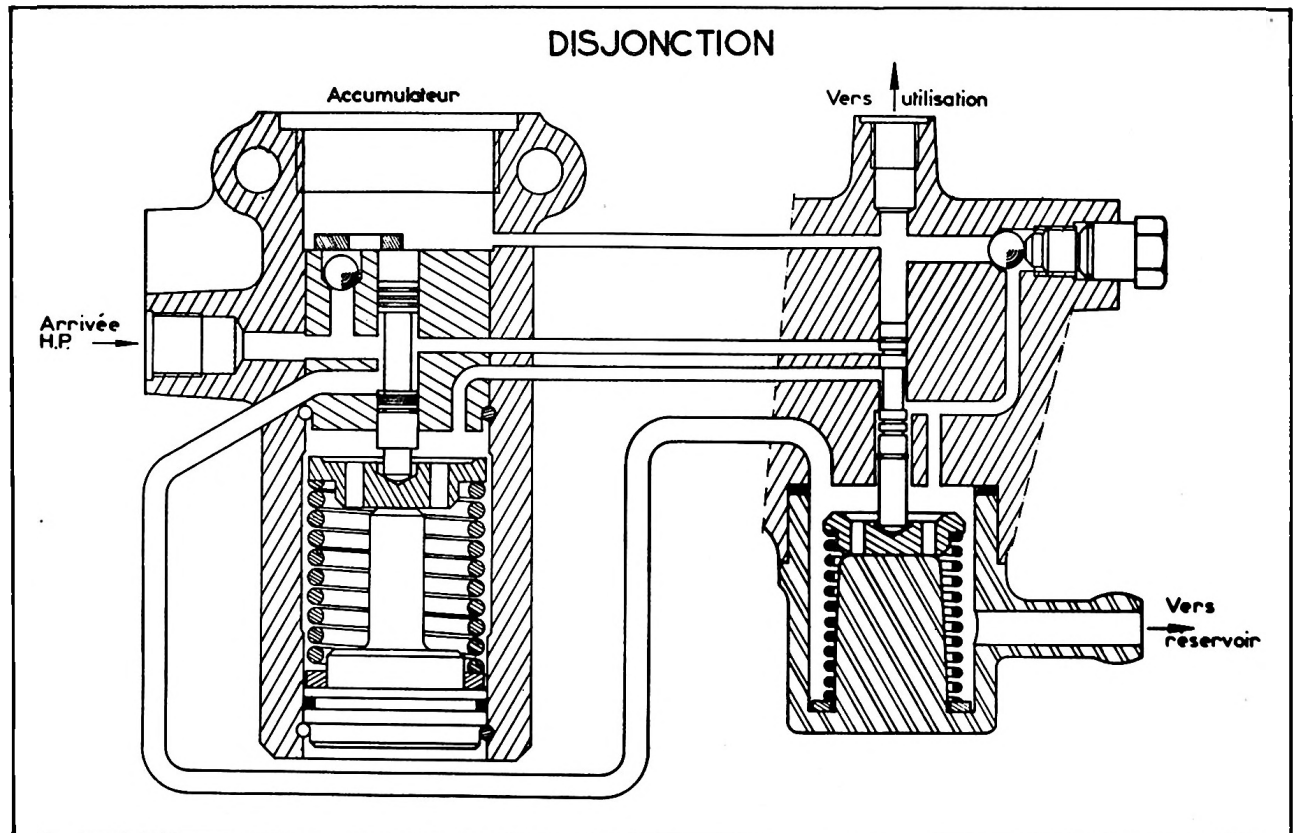 DISJONCTION
Accumulateur
Vers utilisation
Arrivée
H.P.
Vers
réservoir